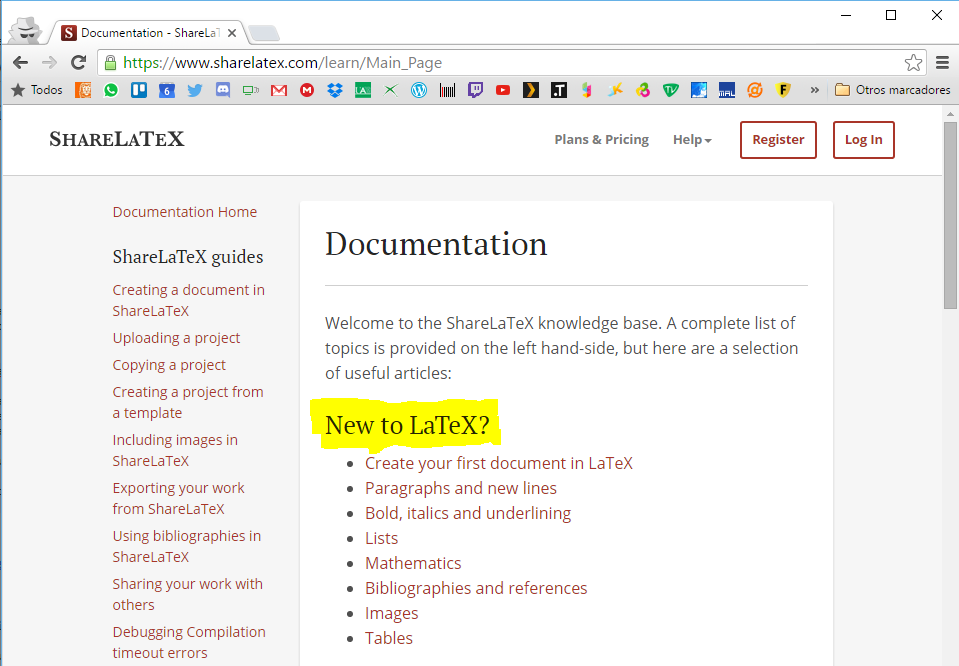 Documentation - ShareLaT
https://www.sharelatex.com/learn/Main_Page
Todos
Otros marcadores
SHARELATEX
Plans & Pricing
Help
Register
Log In
Documentation Home
ShareLaTeX guides
Creating a document in
ShareLaTeX
Uploading a project
Copying a project
Creating a project from
a template
Including images in
ShareLaTeX
Exporting your work
from ShareLaTeX
Using bibliographies in
ShareLaTeX
Sharing your work with
others
Debugging Compilation
timeout errors
Documentation
Welcome to the ShareLaTeX knowledge base. A complete list of
topics is provided on the left hand-side, but here are a selection
of useful articles:
New to LaTeX?
Create your first document in LaTeX
Paragraphs and new lines
Bold, italics and underlining
Lists
Mathematics
Bibliographies and references
Images
Tables